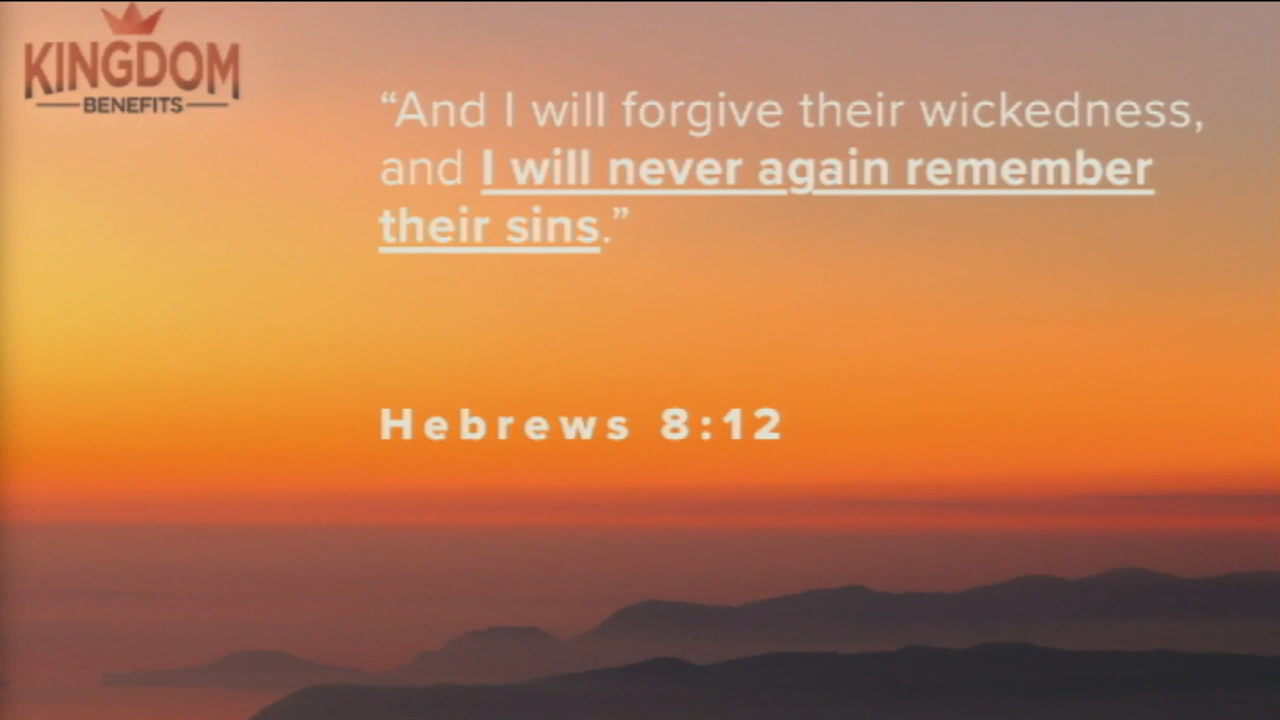 KINGDOM
BENEFITS
“And I will forgive their wickedness,
and I will never again remember
their sins.”
Hebrews 8:12